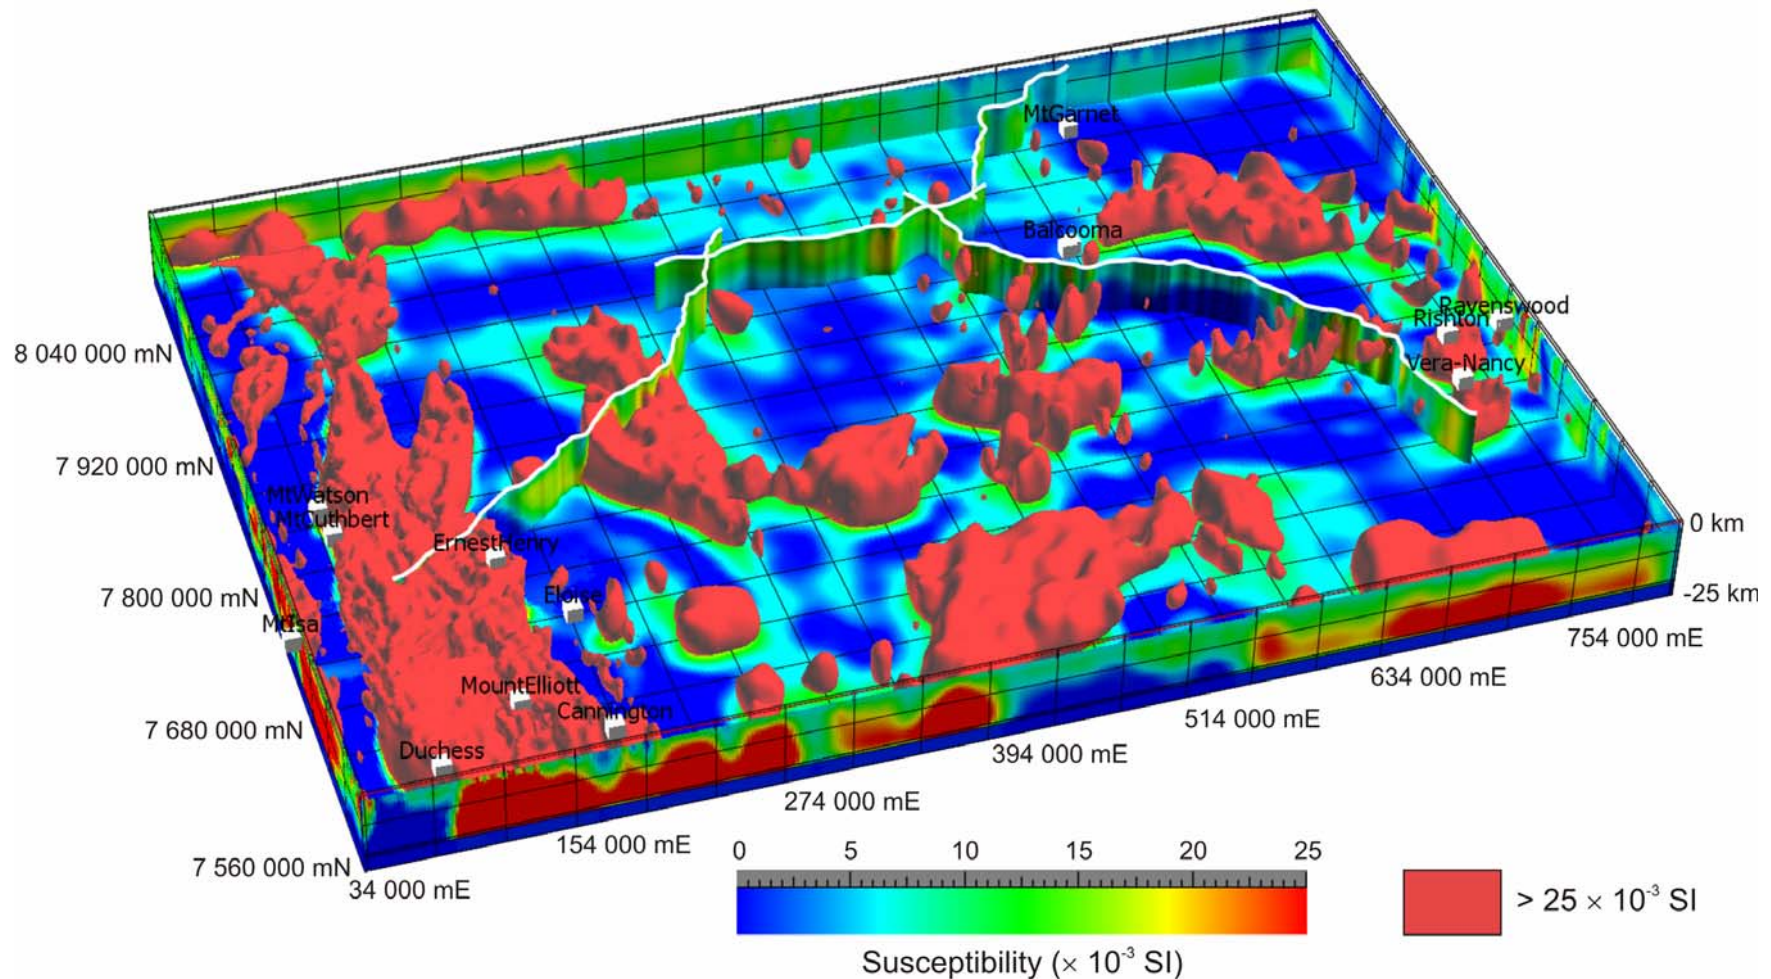 MtGarnet
Balcooma
Ravenswood
Rishton
8 040 000 mN
Vera-Nancy
7 920 000 mN
MtWatson
MtCuthbert
0 km
ErnestHenry
-25 km
Eloise
7 800 000 mN
MtIsa
754 000 mE
634 000 mE
MountElliott
Cannington
514 000 mE
7 680 000 mN
Duchess
394 000 mE
274 000 mE
154 000 mE
7 560 000 mN
34 000 mE
0 5 10 15 20 25
> 25 × 10⁻³ SI
Susceptibility (× 10⁻³ SI)